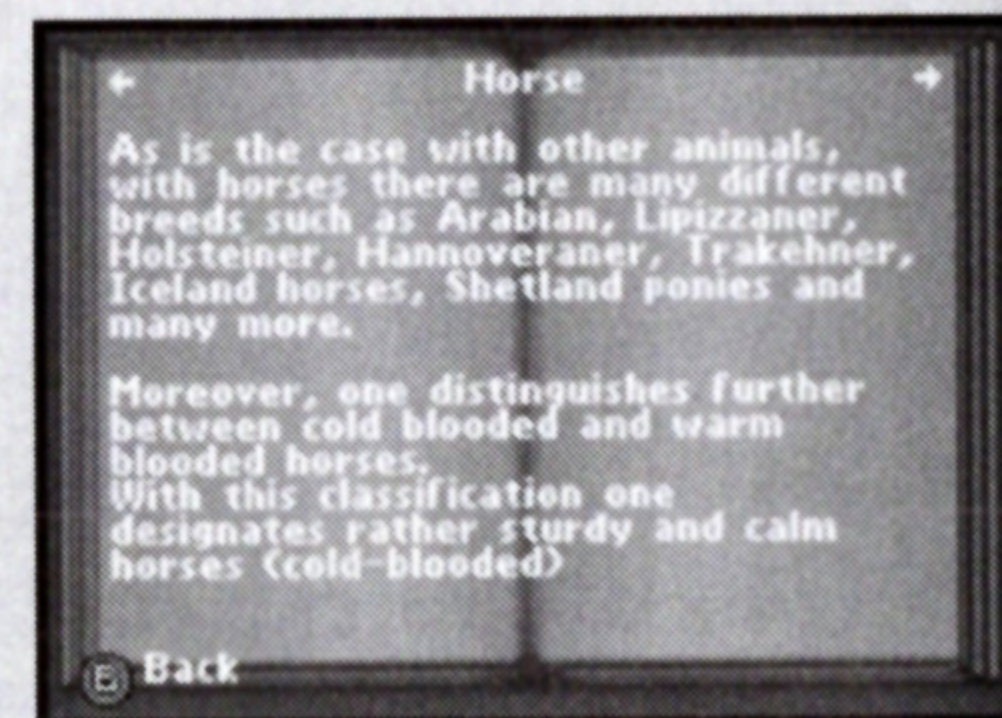 Horse
As is the case with other animals,
with horses there are many different
breeds such as Arabian, Lipizzaner,
Holsteiner, Hannoveraner, Trakehner,
Iceland horses, Shetland ponies and
many more.
Moreover, one distinguishes further
between cold blooded and warm
blooded horses.
With this classification one
designates rather sturdy and calm
horses (cold-blooded)
B Back